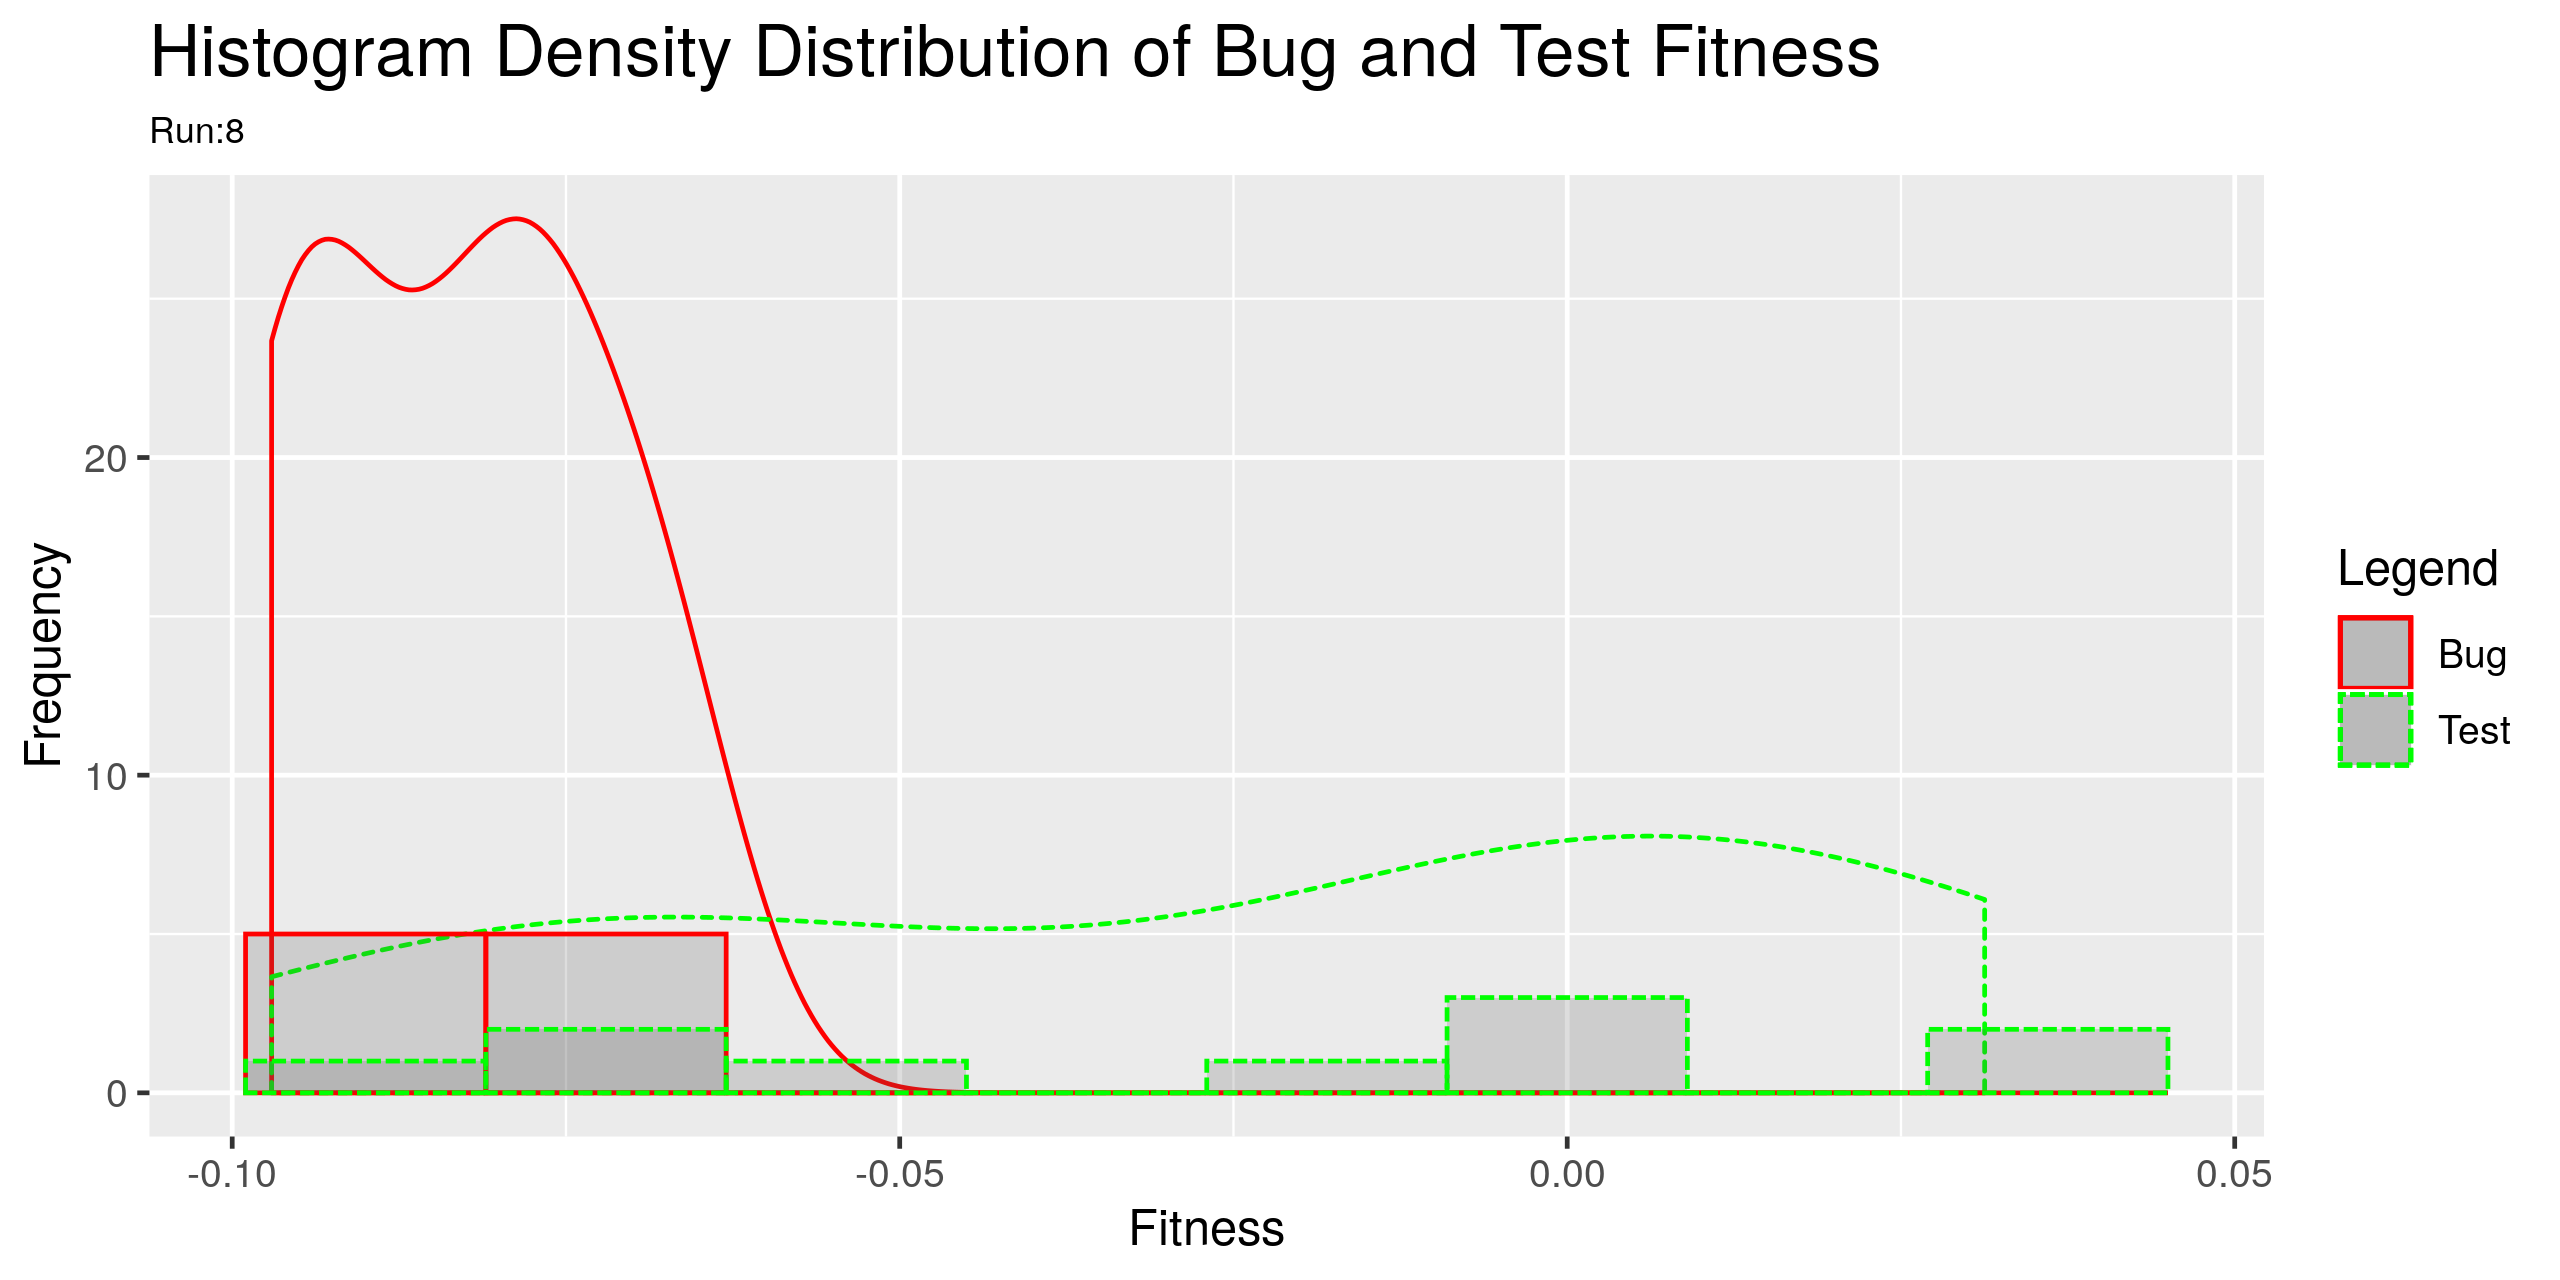 Histogram Density Distribution of Bug and Test Fitness
Run:8
Frequency
20
10
0
-0.10
-0.05
0.00
0.05
Fitness
Legend
Bug
Test